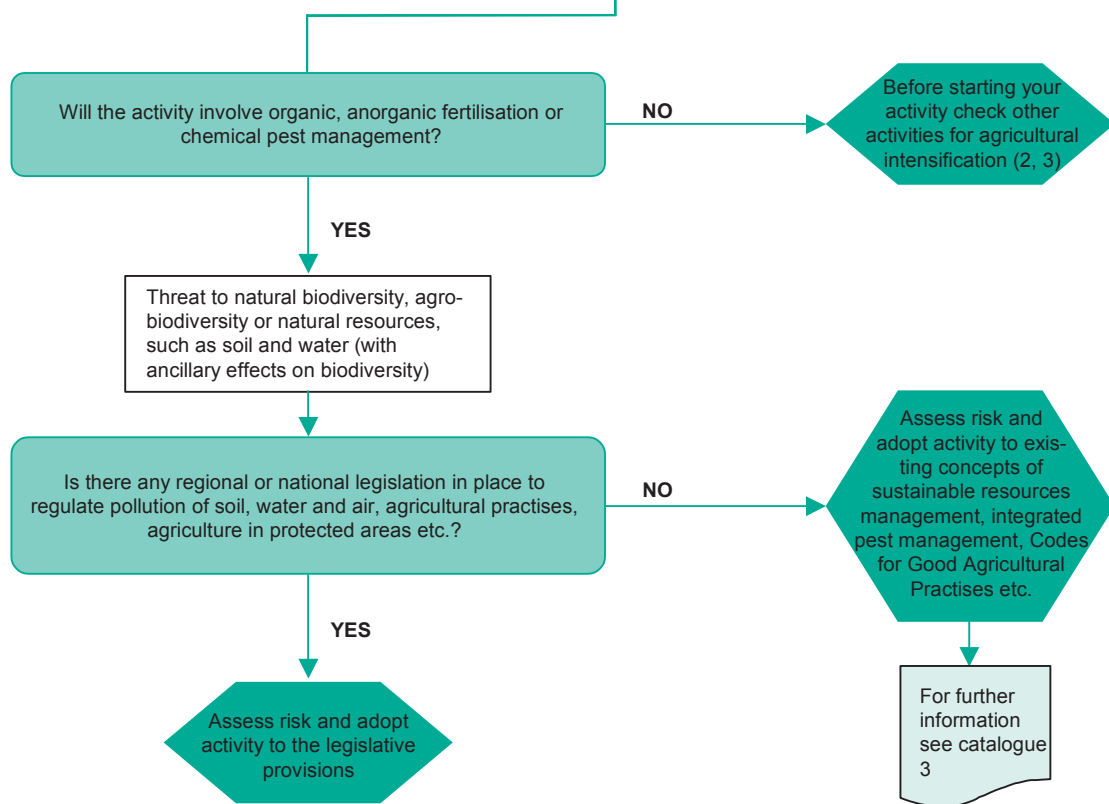 Will the activity involve organic, anorganic fertilisation or
chemical pest management?
NO
Before starting your
activity check other
activities for agricultural
intensification (2, 3)
YES
Threat to natural biodiversity, agro-
biodiversity or natural resources,
such as soil and water (with
ancillary effects on biodiversity)
Is there any regional or national legislation in place to
regulate pollution of soil, water and air, agricultural practises,
agriculture in protected areas etc.?
NO
Assess risk and
adopt activity to exis-
ting concepts of
sustainable resources
management, integrated
pest management, Codes
for Good Agricultural
Practises etc.
YES
Assess risk and adopt
activity to the legislative
provisions
For further
information
see catalogue
3